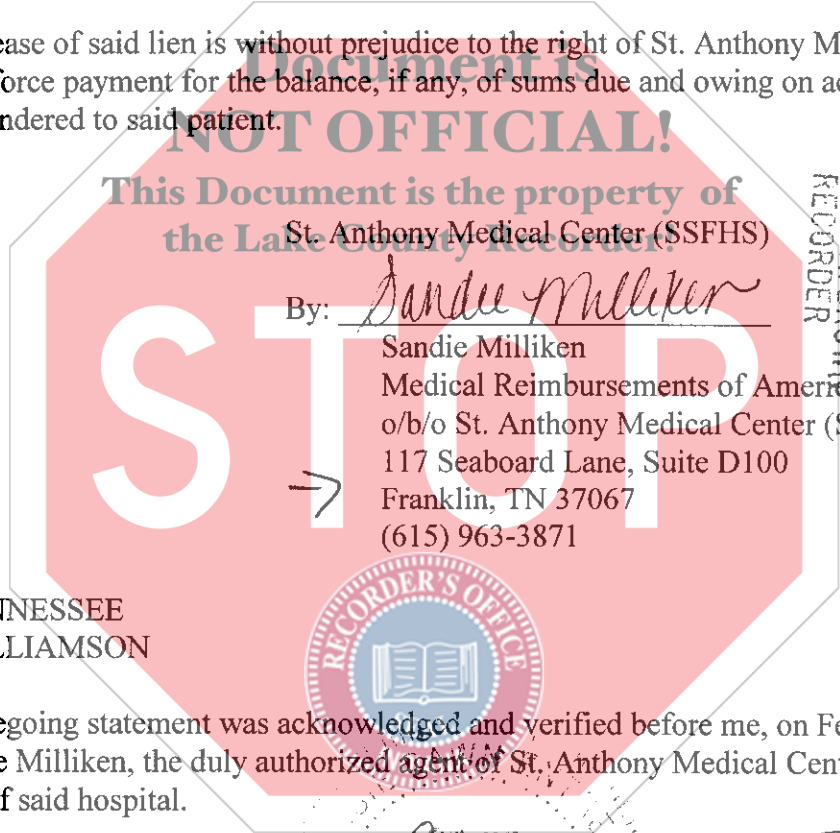 ease of said lien is without prejudice to the right of St. Anthony M
force payment for the balance, if any, of sums due and owing on a
ndered to said patient.
Document is
NOT OFFICIAL!
This Document is the property of
the Lake County Recorder!
STOP
St. Anthony Medical Center (SSFHS)
By: Sandie Milliken
Sandie Milliken
Medical Reimbursements of Ameri
o/b/o St. Anthony Medical Center (S
117 Seaboard Lane, Suite D100
Franklin, TN 37067
(615) 963-3871
RECORDER
RECORDER'S OFFICE
NNESSEE
LLIAMSON
egoing statement was acknowledged and verified before me, on Fe
e Milliken, the duly authorized agent of St. Anthony Medical Cent
f said hospital.